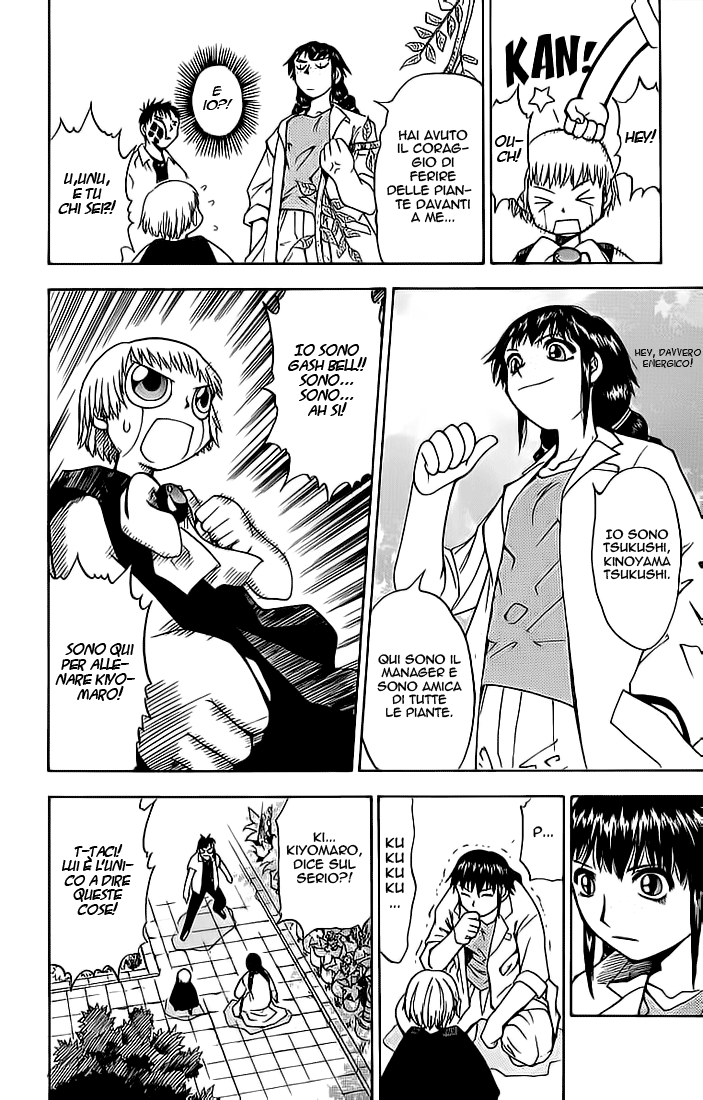 KAN!
HEY!
OU-
CH!
HAI AVUTO
IL CORAG-
GIO DI
FERIRE
DELLE PIAN-
TE DAVANTI
A ME...
E
IO?!
U,UNU,
E TU
CHI SEI?!
HEY, DAVVERO
ENERGICO!
IO SONO
TSUKUSHI,
KINOYAMA
TSUKUSHI.
QUI SONO IL
MANAGER E
SONO AMICA
DI TUTTE
LE PIANTE.
IO SONO
GASH BELL!!
SONO...
SONO...
AH SI!
SONO QUI
PER ALLE-
NARE KIYO-
MARO!
P...
KU
KU
KU
KU
...
KI...
KIYOMARO,
DICE SUL
SERIO?!
T-TACI!
LUI È L'UNI-
CO A DIRE
QUESTE
COSE!